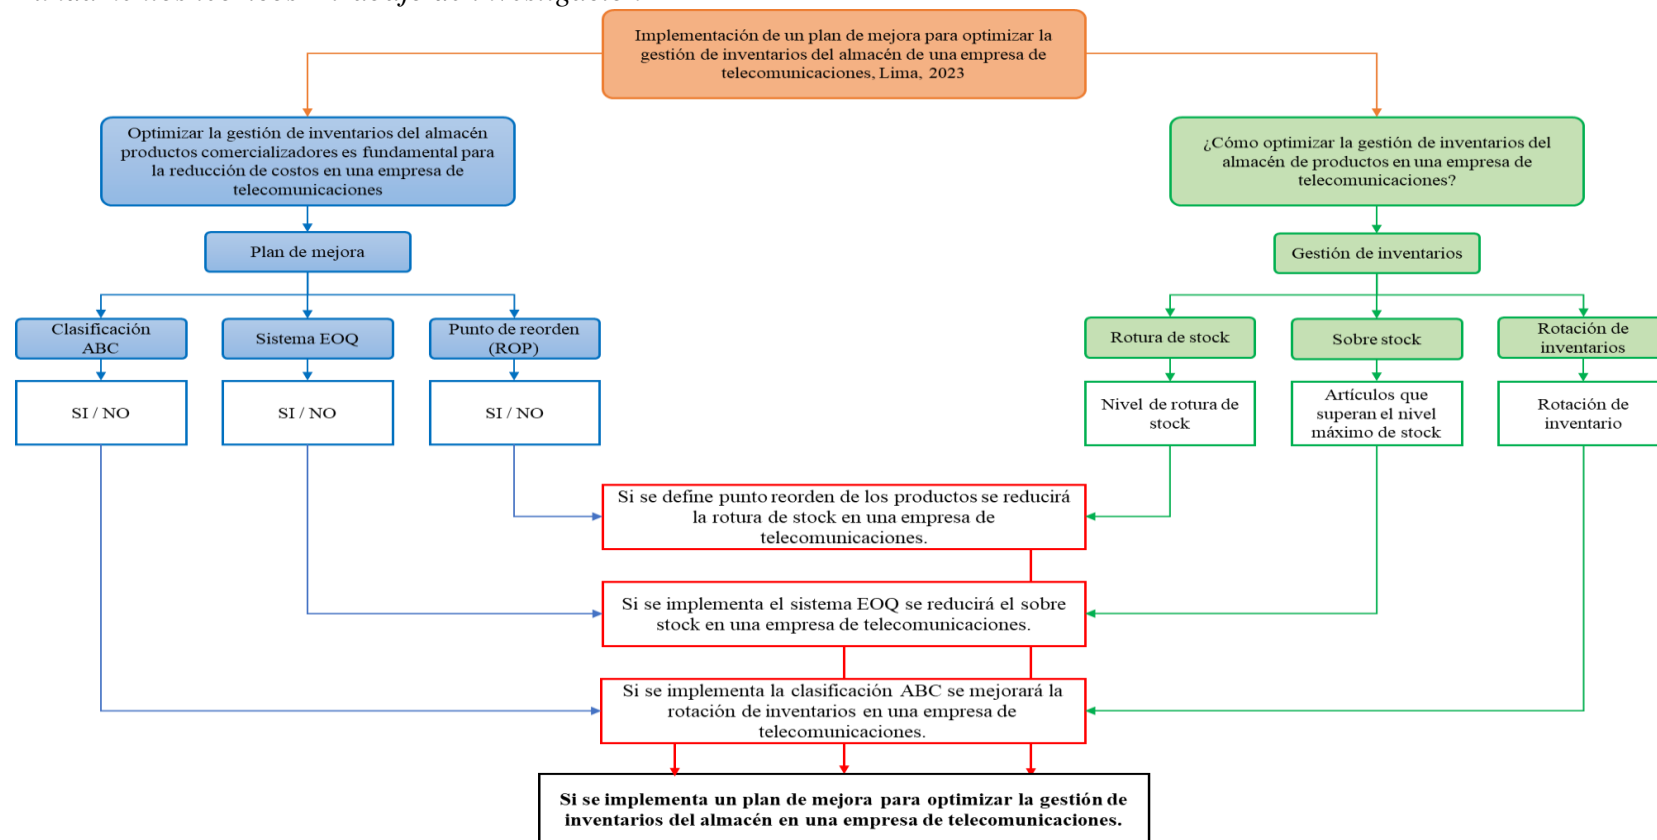 Implementación de un plan de mejora para optimizar la
gestión de inventarios del almacén de una empresa de
telecomunicaciones, Lima, 2023
Optimizar la gestión de inventarios del almacén
productos comercializadores es fundamental para
la reducción de costos en una empresa de
telecomunicaciones
¿Cómo optimizar la gestión de inventarios del
almacén de productos en una empresa de
telecomunicaciones?
Plan de mejora
Gestión de inventarios
Clasificación
ABC
Sistema EOQ
Punto de reorden
(ROP)
Rotura de stock
Sobre stock
Rotación de
inventarios
SI / NO
SI / NO
SI / NO
Nivel de rotura de
stock
Artículos que
superan el nivel
máximo de stock
Rotación de
inventario
Si se define punto reorden de los productos se reducirá
la rotura de stock en una empresa de
telecomunicaciones.
Si se implementa el sistema EOQ se reducirá el sobre
stock en una empresa de telecomunicaciones.
Si se implementa la clasificación ABC se mejorará la
rotación de inventarios en una empresa de
telecomunicaciones.
Si se implementa un plan de mejora para optimizar la gestión de
inventarios del almacén en una empresa de telecomunicaciones.